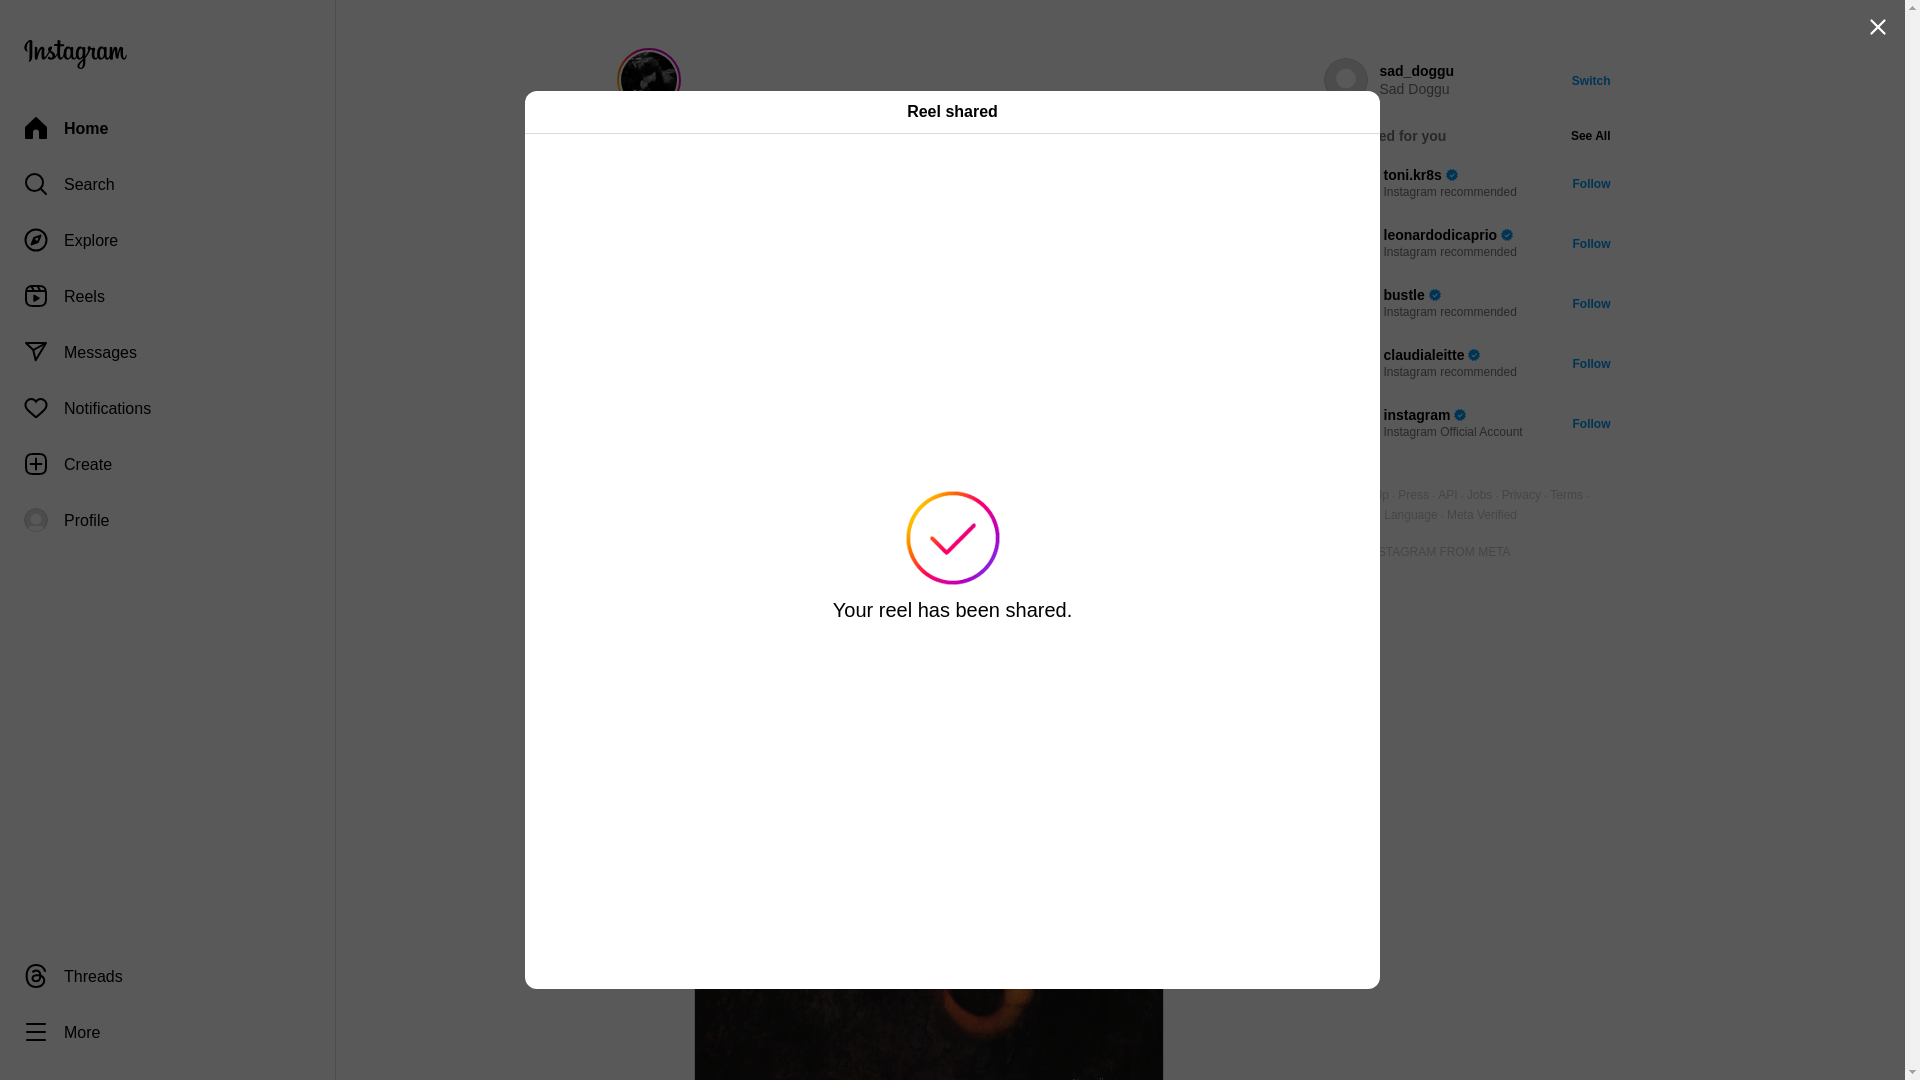 Instagram
Home
Search
Explore
Reels
Messages
Notifications
Create
Profile
Threads
More
Reel shared
Your reel has been shared.
sad_doggu
Sad Doggu
Switch
for you
See All
toni.kr8s
Instagram recommended
Follow
leonardodicaprio
Instagram recommended
Follow
bustle
Instagram recommended
Follow
claudialeitte
Instagram recommended
Follow
instagram
Instagram Official Account
Follow
· Press · API · Jobs · Privacy · Terms ·
Language · Meta Verified
FROM META